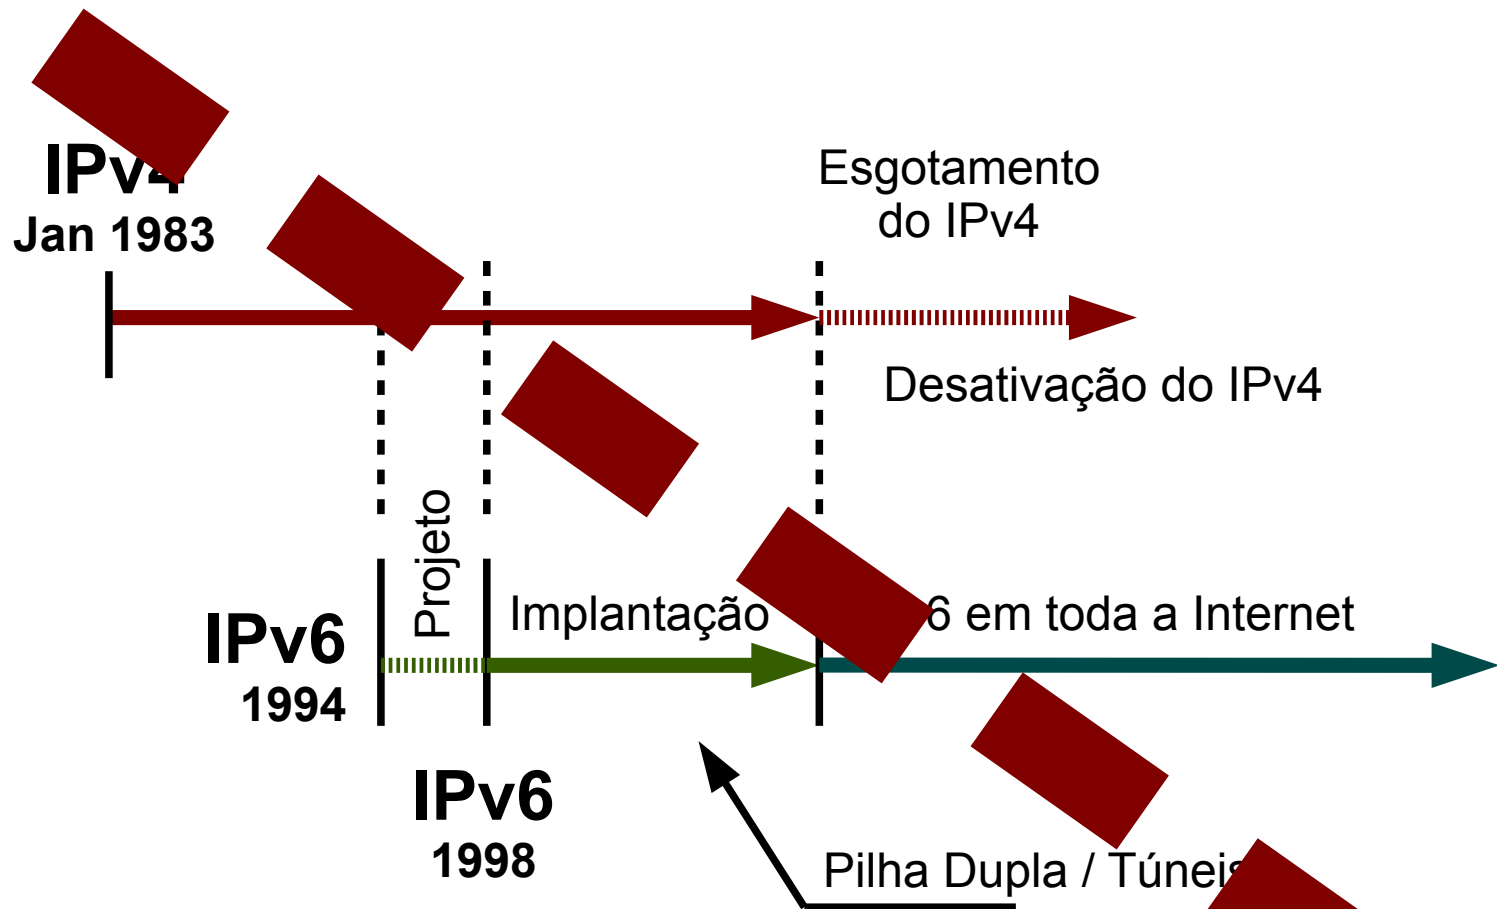 IPv4
Jan 1983
Esgotamento
do IPv4
Desativação do IPv4
Projeto
IPv6
1994
Implantação
6 em toda a Internet
IPv6
1998
Pilha Dupla / Túneis